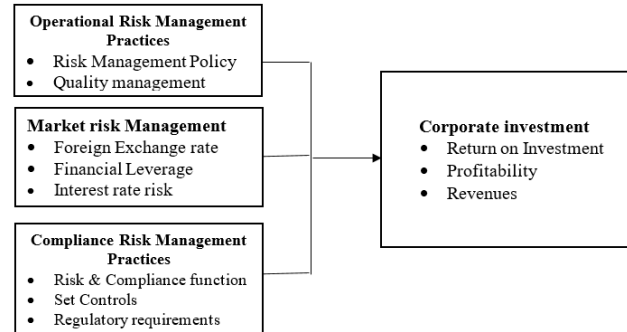 Operational Risk Management
Practices
• Risk Management Policy
• Quality management
Market risk Management
• Foreign Exchange rate
• Financial Leverage
• Interest rate risk
Compliance Risk Management
Practices
• Risk & Compliance function
• Set Controls
• Regulatory requirements
Corporate investment
• Return on Investment
• Profitability
• Revenues